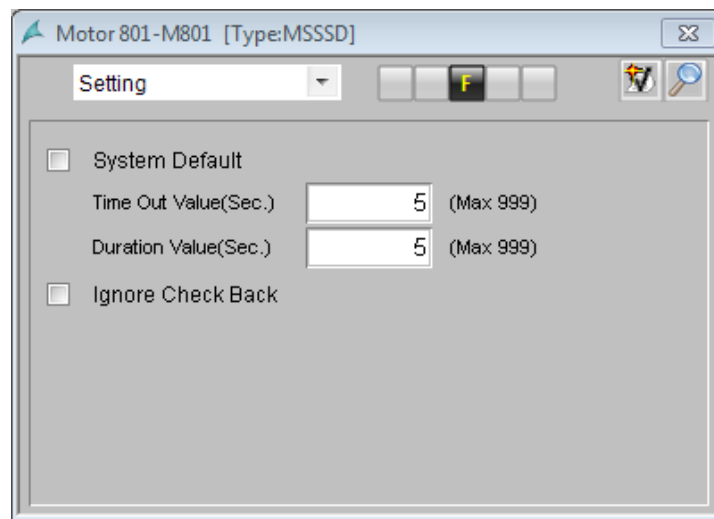 Motor 801-M801 [Type:MSSSD]
Setting
F
System Default
Time Out Value(Sec.) 5 (Max 999)
Duration Value(Sec.) 5 (Max 999)
Ignore Check Back